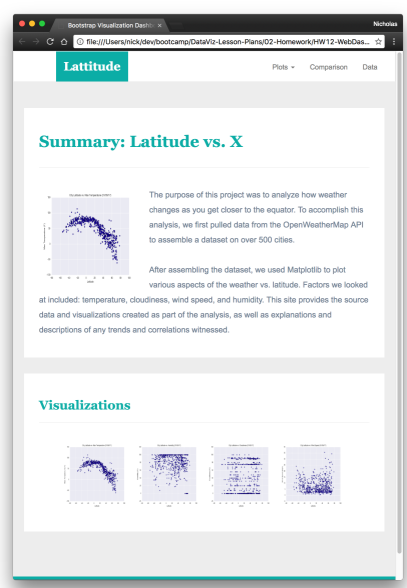 Bootstrap Visualization Dashbo
Nicholas
file:///Users/nick/dev/bootcamp/DataViz-Lesson-Plans/02-Homework/HW12-WebDas...
Lattitude
Plots
Comparison
Data
Summary: Latitude vs. X
The purpose of this project was to analyze how weather
changes as you get closer to the equator. To accomplish this
analysis, we first pulled data from the OpenWeatherMap API
to assemble a dataset on over 500 cities.
After assembling the dataset, we used Matplotlib to plot
various aspects of the weather vs. latitude. Factors we looked
at included: temperature, cloudiness, wind speed, and humidity. This site provides the source
data and visualizations created as part of the analysis, as well as explanations and
descriptions of any trends and correlations witnessed.
Visualizations